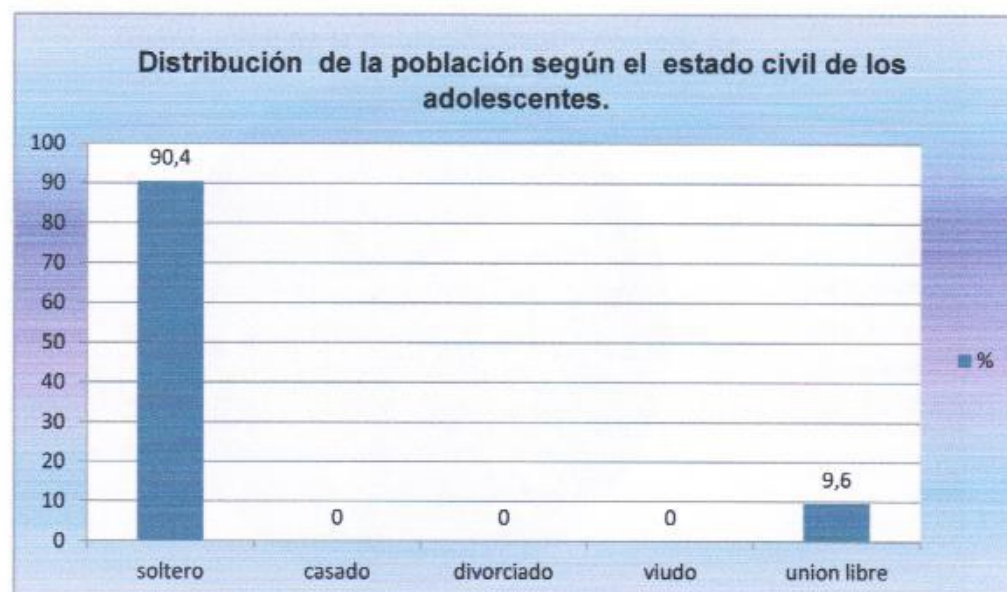 Distribución de la población según el estado civil de los
adolescentes.
100
90
80
70
60
50
40
30
20
10
0
90,4
0
0
0
9,6
soltero
casado
divorciado
viudo
union libre
%